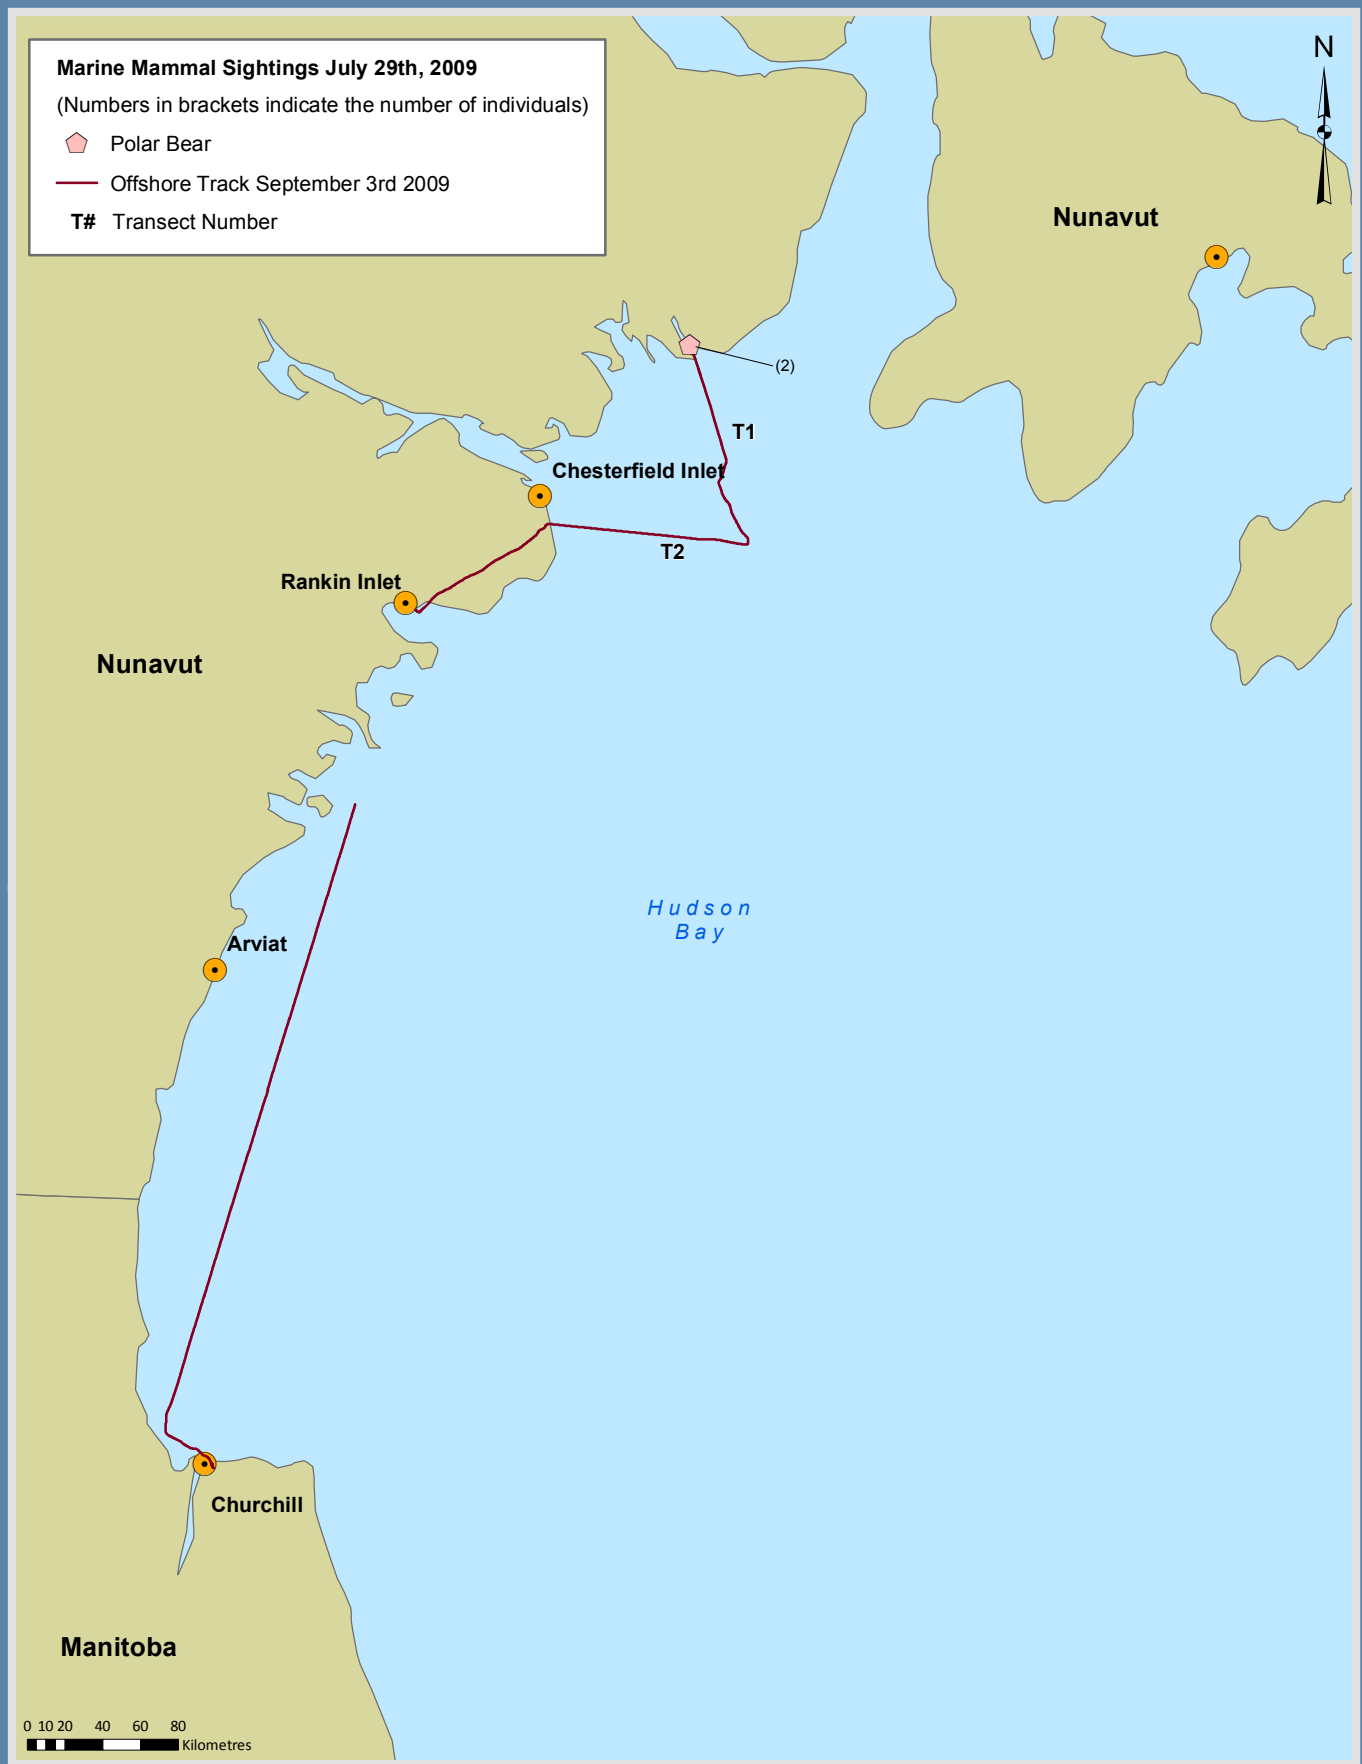 Marine Mammal Sightings July 29th, 2009
(Numbers in brackets indicate the number of individuals)
Polar Bear
Offshore Track September 3rd 2009
T# Transect Number
N
Nunavut
(2)
T1
Chesterfield Inlet
T2
Rankin Inlet
Nunavut
Hudson
Bay
Arviat
Churchill
Manitoba
0 10 20 40 60 80
Kilometres